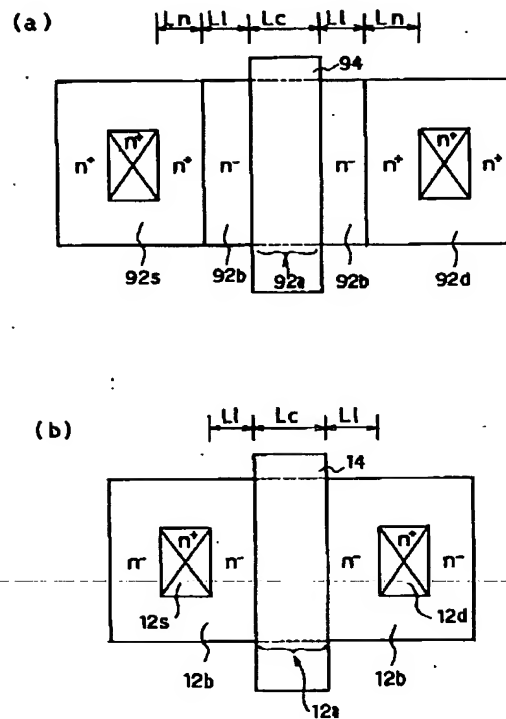 (a)
Ln Ll Lc Ll Ln
94
n⁺ n⁺ n⁺ n⁻ n⁻ n⁺ n⁺ n⁺
92s 92b 92a 92b 92d
(b)
Ll Lc Ll
14
n⁻ n⁺ n⁻ n⁻ n⁺ n⁻
12s 12d
12b 12b
12a